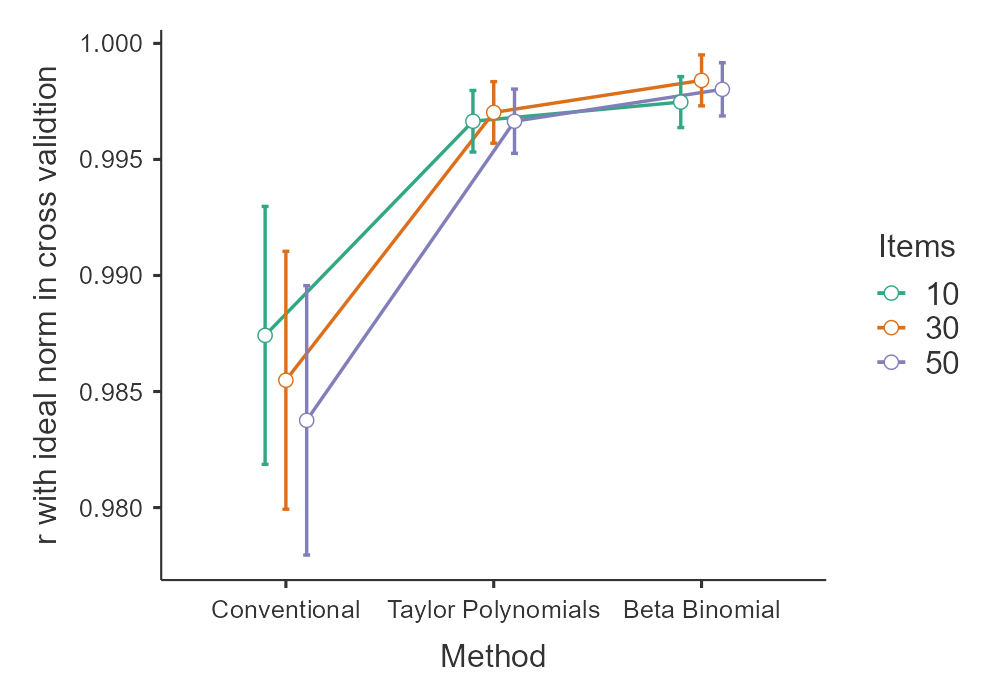 r with ideal norm in cross validtion
1.000
0.995
0.990
0.985
0.980
Conventional
Taylor Polynomials
Beta Binomial
Method
Items
10
30
50